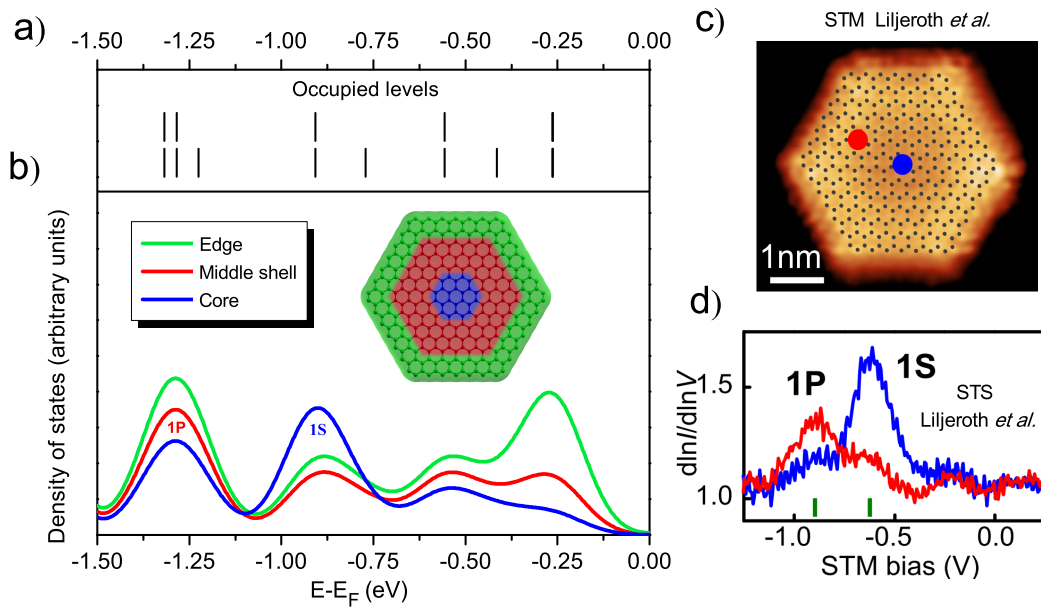 a)
-1.50 -1.25 -1.00 -0.75 -0.50 -0.25 0.00
Occupied levels
b)
Density of states (arbitrary units)
Edge
Middle shell
Core
1P
1S
-1.50 -1.25 -1.00 -0.75 -0.50 -0.25 0.00
E-EF (eV)
c)
STM Liljeroth et al.
1nm
d)
dlnI/dlnV
1.5
1.0
1P
1S
STS
Liljeroth et al.
-1.0 -0.5 0.0
STM bias (V)